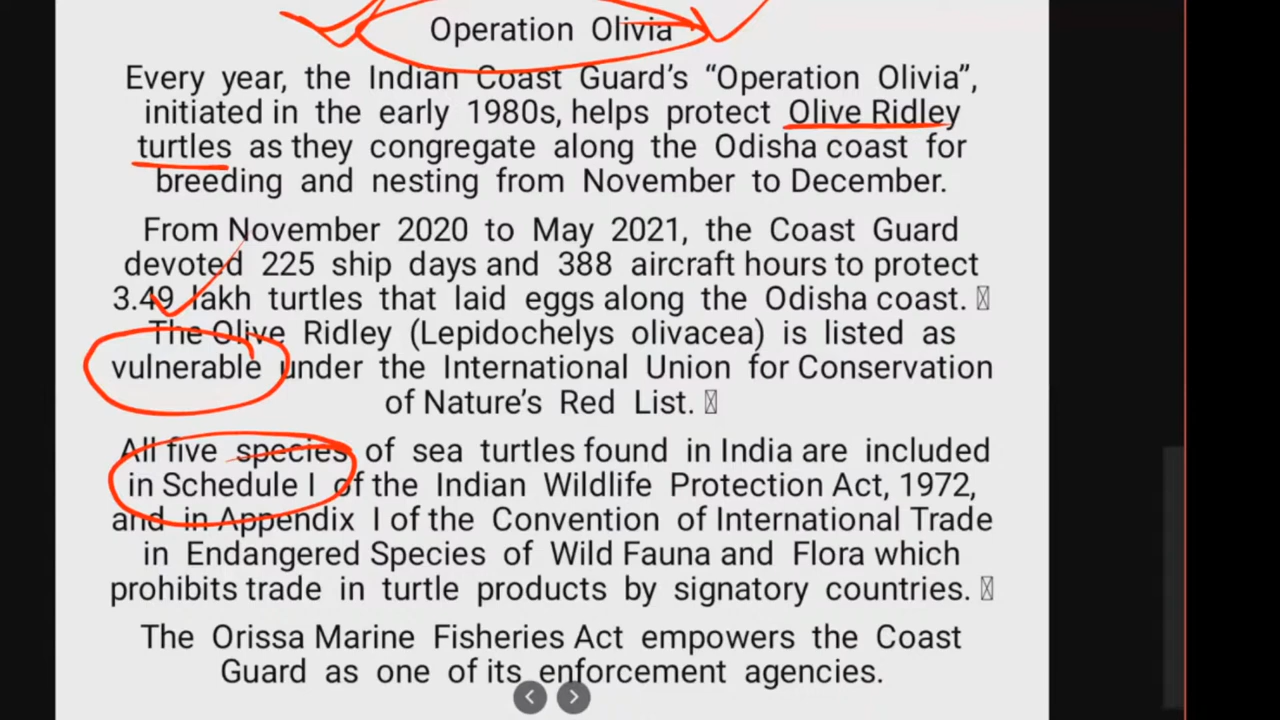 Operation Olivia
Every year, the Indian Coast Guard’s “Operation Olivia”,
initiated in the early 1980s, helps protect Olive Ridley
turtles as they congregate along the Odisha coast for
breeding and nesting from November to December.
From November 2020 to May 2021, the Coast Guard
devoted 225 ship days and 388 aircraft hours to protect
3.49 lakh turtles that laid eggs along the Odisha coast.
The Olive Ridley (Lepidochelys olivacea) is listed as
vulnerable under the International Union for Conservation
of Nature’s Red List.
All five species of sea turtles found in India are included
in Schedule I of the Indian Wildlife Protection Act, 1972,
and in Appendix I of the Convention of International Trade
in Endangered Species of Wild Fauna and Flora which
prohibits trade in turtle products by signatory countries.
The Orissa Marine Fisheries Act empowers the Coast
Guard as one of its enforcement agencies.